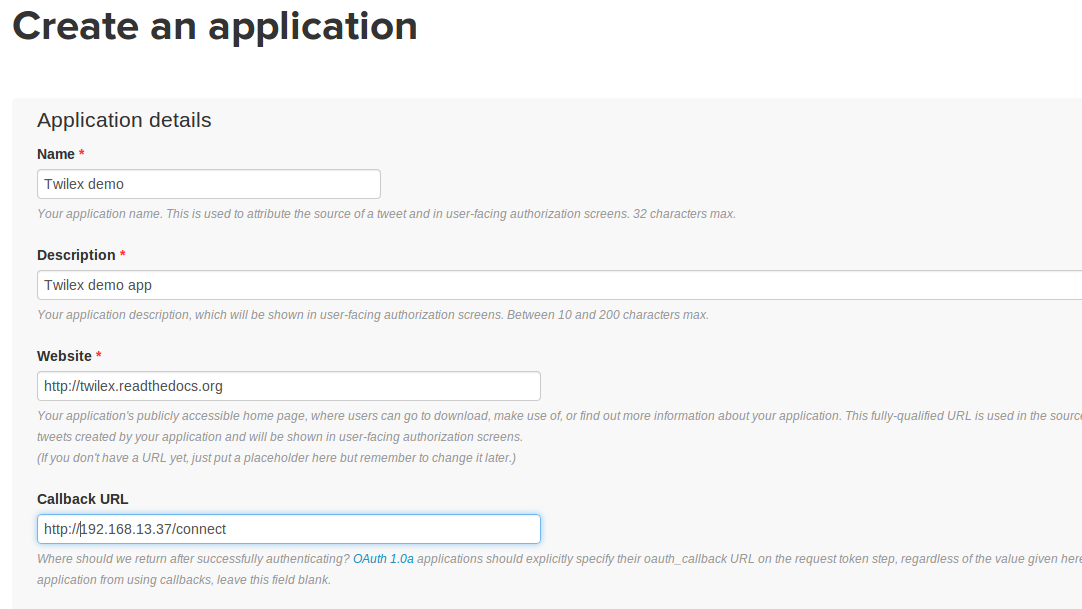 Create an application
Application details
Name *
Twilex demo
Your application name. This is used to attribute the source of a tweet and in user-facing authorization screens. 32 characters max.
Description *
Twilex demo app
Your application description, which will be shown in user-facing authorization screens. Between 10 and 200 characters max.
Website *
http://twilex.readthedocs.org
Your application's publicly accessible home page, where users can go to download, make use of, or find out more information about your application. This fully-qualified URL is used in the source
tweets created by your application and will be shown in user-facing authorization screens.
(If you don't have a URL yet, just put a placeholder here but remember to change it later.)
Callback URL
http://192.168.13.37/connect
Where should we return after successfully authenticating? OAuth 1.0a applications should explicitly specify their oauth_callback URL on the request token step, regardless of the value given here
application from using callbacks, leave this field blank.